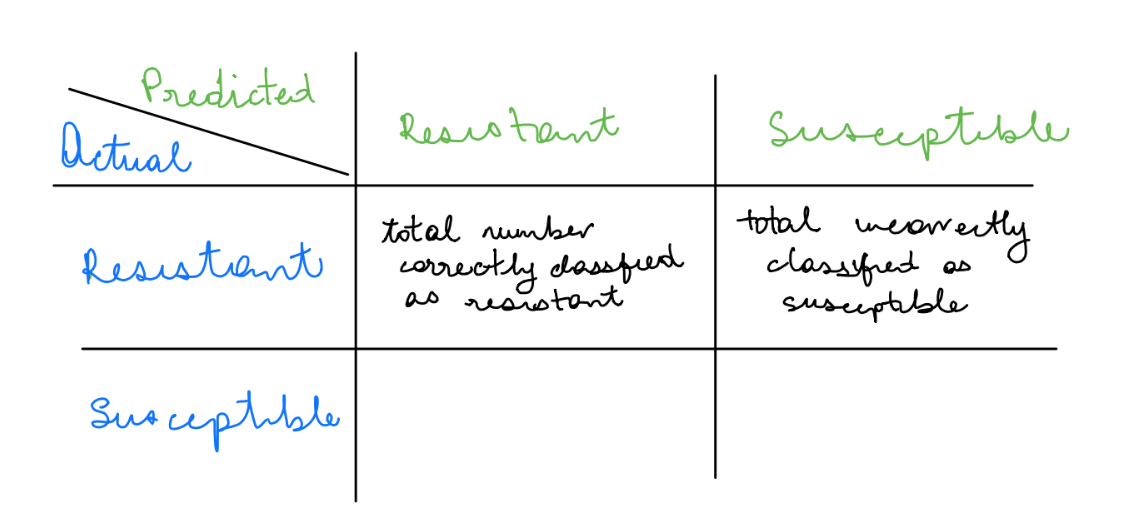 Predicted
Actual
Resistant
Susceptible
Resistant
total number
correctly classified
as resistant
total incorrectly
classified as
susceptible
Susceptible